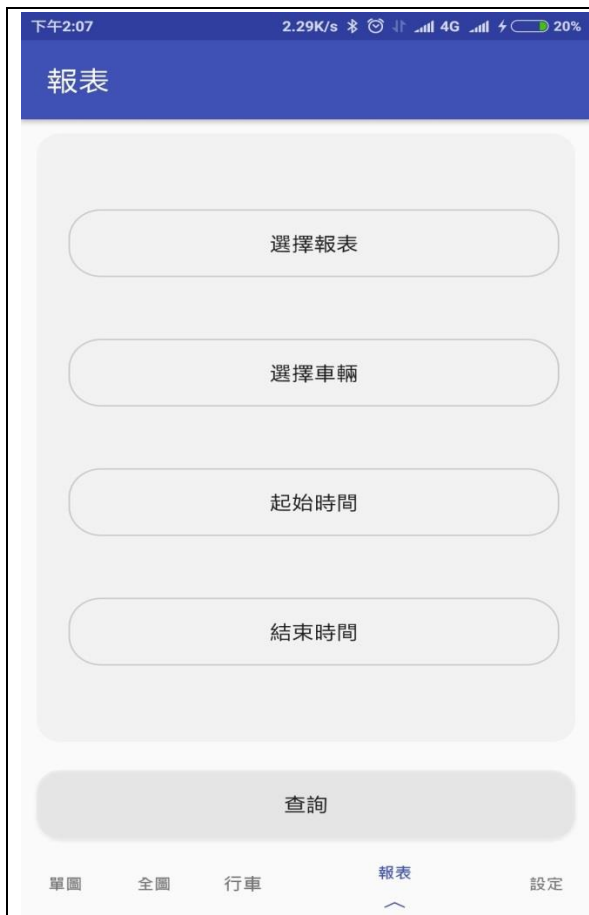 下午2:07 2.29K/s 4G 20%
報表
選擇報表
選擇車輛
起始時間
結束時間
查詢
單圖 全圖 行車 報表 設定